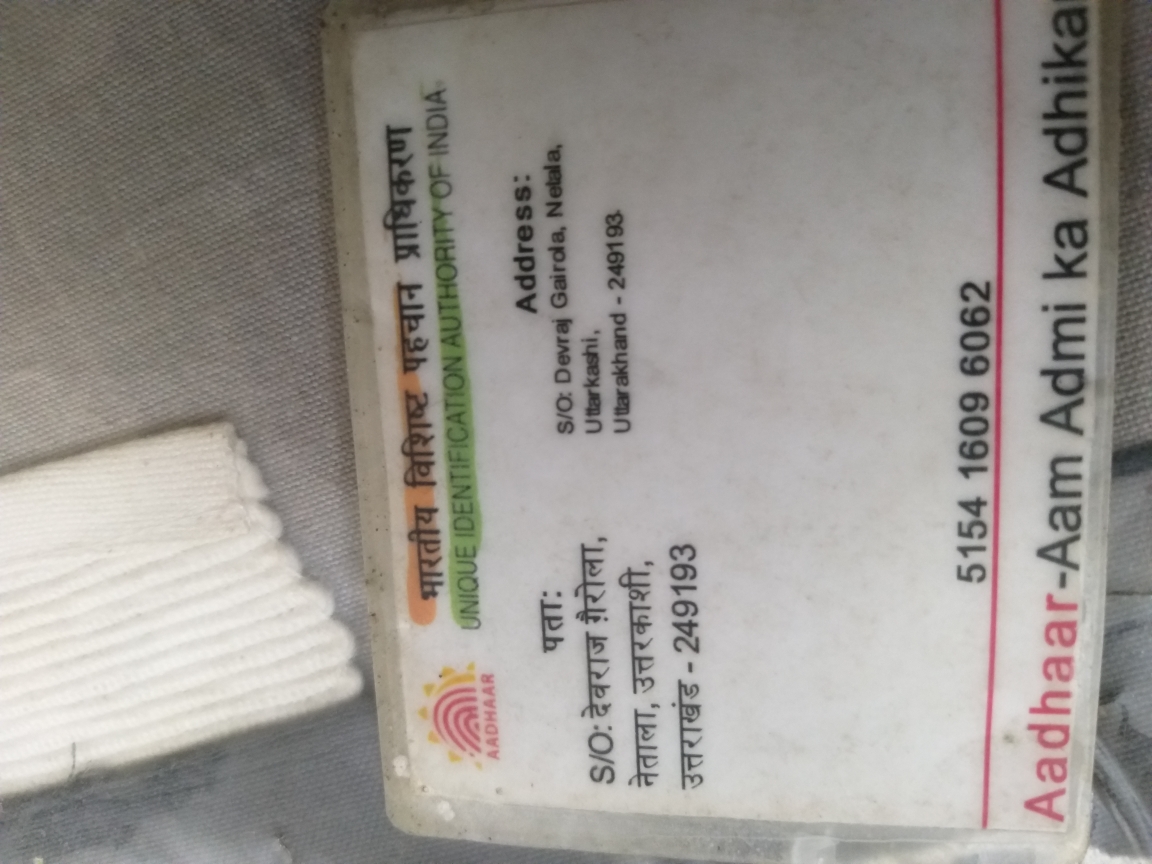 भारतीय विशिष्ट पहचान प्राधिकरण
UNIQUE IDENTIFICATION AUTHORITY OF INDIA
AADHAAR
पता:
S/O: देवराज ग़ैरोला,
नेताला, उत्तरकाशी,
उत्तराखंड - 249193
Address:
S/O: Devraj Gairola, Netala,
Uttarkashi,
Uttarakhand - 249193
5154 1609 6062
Aadhaar-Aam Admi ka Adhikar